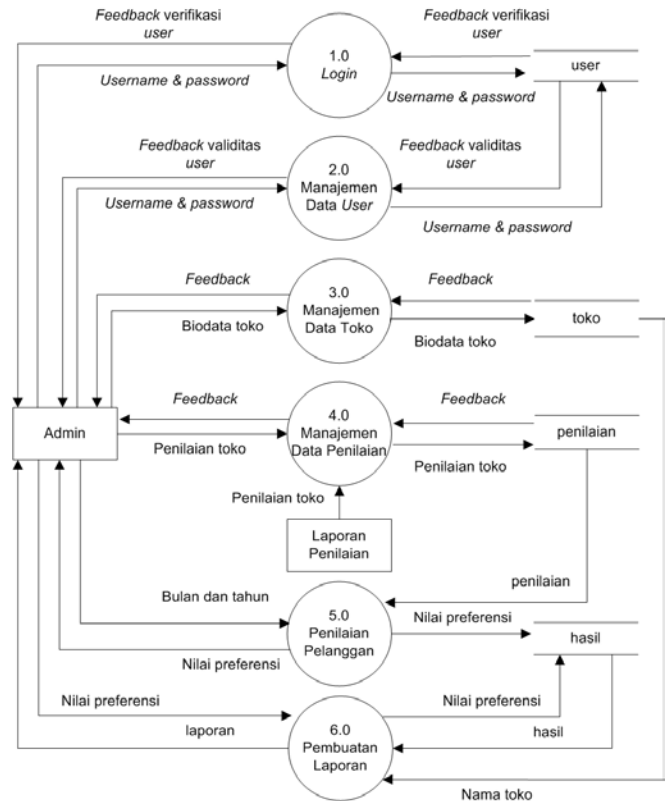 Feedback verifikasi
user
Feedback verifikasi
user
1.0
Login
user
Username & password
Username & password
Feedback validitas
user
Feedback validitas
user
2.0
Manajemen
Data User
Username & password
Username & password
Feedback
3.0
Manajemen
Data Toko
Feedback
toko
Biodata toko
Biodata toko
Feedback
4.0
Manajemen
Data Penilaian
Feedback
Admin
penilaian
Penilaian toko
Penilaian toko
Penilaian toko
Laporan
Penilaian
penilaian
Bulan dan tahun
5.0
Penilaian
Pelanggan
Nilai preferensi
hasil
Nilai preferensi
Nilai preferensi
6.0
Pembuatan
Laporan
Nilai preferensi
laporan
hasil
Nama toko